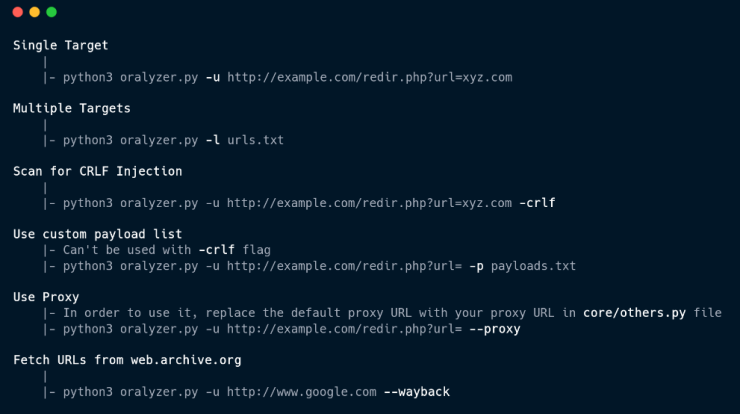 Single Target
|
|- python3 oralyzer.py -u http://example.com/redir.php?url=xyz.com
Multiple Targets
|
|- python3 oralyzer.py -l urls.txt
Scan for CRLF Injection
|
|- python3 oralyzer.py -u http://example.com/redir.php?url=xyz.com -crlf
Use custom payload list
|- Can't be used with -crlf flag
|- python3 oralyzer.py -u http://example.com/redir.php?url= -p payloads.txt
Use Proxy
|- In order to use it, replace the default proxy URL with your proxy URL in core/others.py file
|- python3 oralyzer.py -u http://example.com/redir.php?url= --proxy
Fetch URLs from web.archive.org
|
|- python3 oralyzer.py -u http://www.google.com --wayback